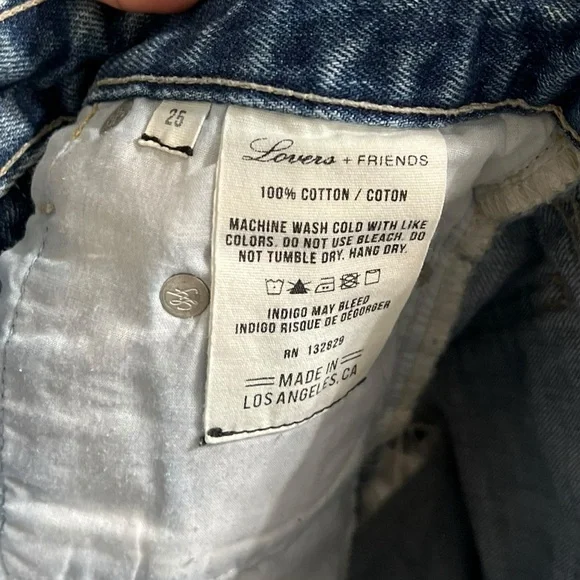 25
Lovers + FRIENDS
100% COTTON / COTON
MACHINE WASH COLD WITH LIKE
COLORS. DO NOT USE BLEACH. DO
NOT TUMBLE DRY. HANG DRY.
INDIGO MAY BLEED
INDIGO RISQUE DE DÉGORGER
RN 132829
MADE IN
LOS ANGELES, CA